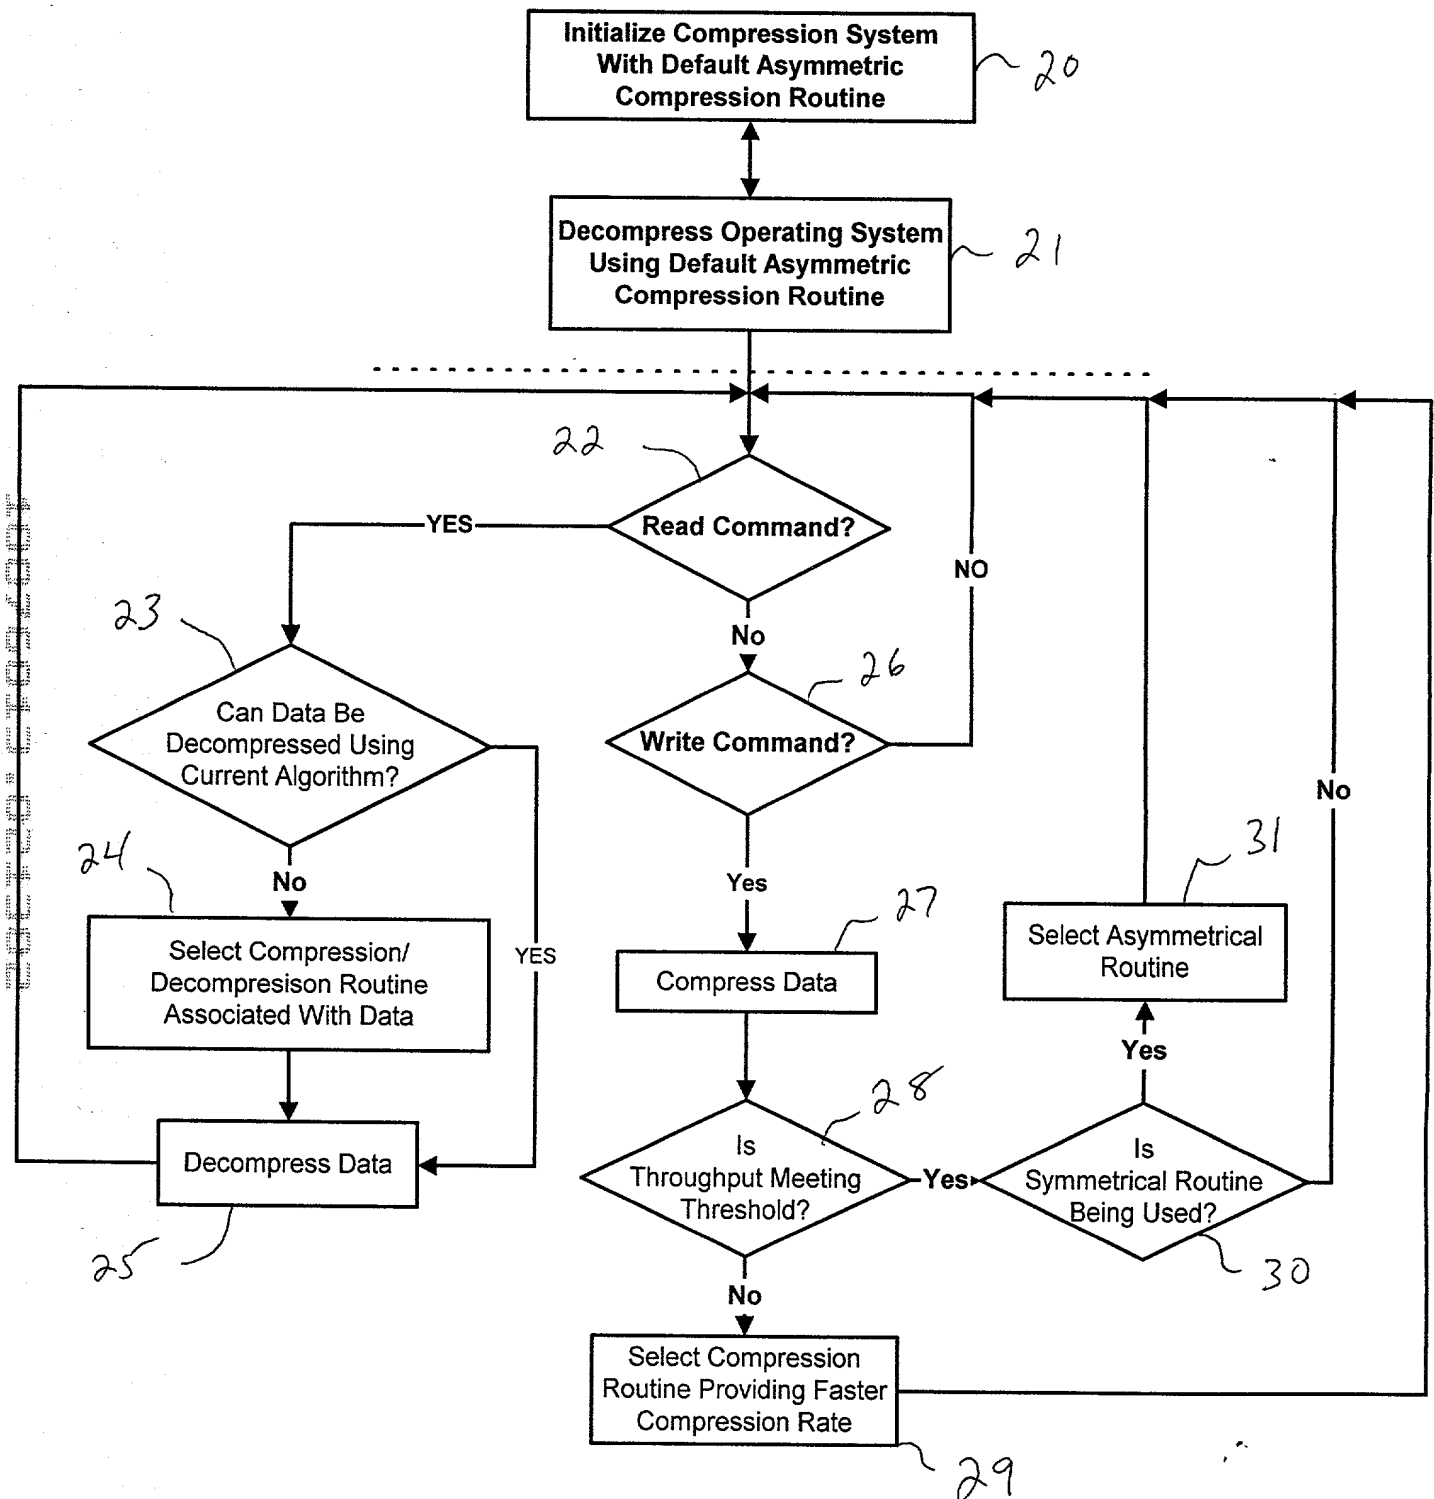 Initialize Compression System
With Default Asymmetric
Compression Routine
20
Decompress Operating System
Using Default Asymmetric
Compression Routine
21
22
Read Command?
YES
NO
No
23
Can Data Be
Decompressed Using
Current Algorithm?
YES
No
24
Select Compression/
Decompresison Routine
Associated With Data
Decompress Data
25
26
Write Command?
Yes
27
Compress Data
28
Is
Throughput Meeting
Threshold?
Yes
No
Select Compression
Routine Providing Faster
Compression Rate
29
Is
Symmetrical Routine
Being Used?
30
Yes
No
31
Select Asymmetrical
Routine